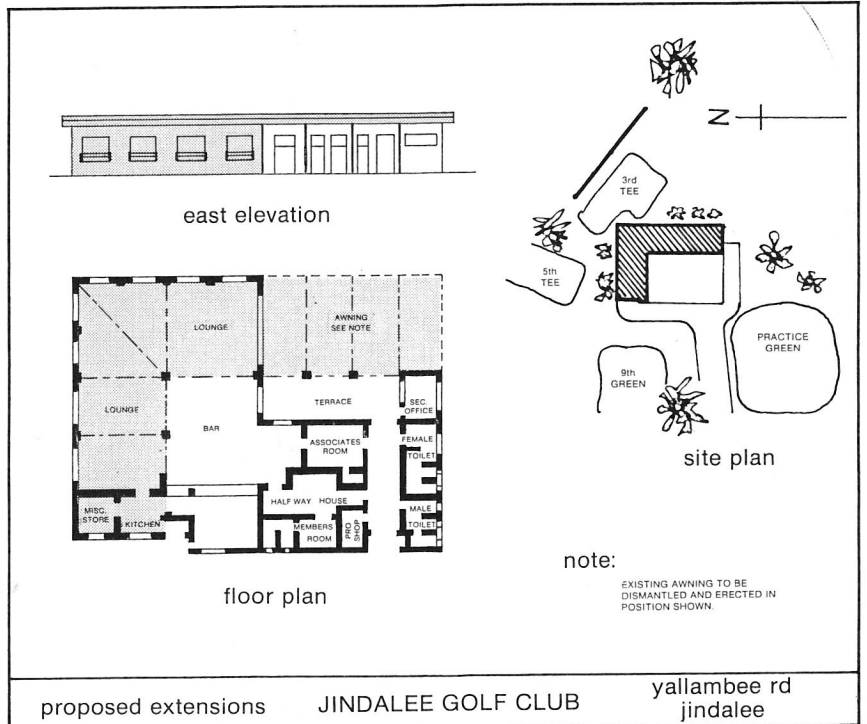 east elevation
N
3rd
TEE
5th
TEE
PRACTICE
GREEN
9th
GREEN
site plan
LOUNGE
AWNING
SEE NOTE
LOUNGE
BAR
TERRACE
SEC.
OFFICE
ASSOCIATES
ROOM
FEMALE
TOILET
HALF WAY HOUSE
MISC.
STORE
KITCHEN
MEMBERS
ROOM
PRO
SHOP
MALE
TOILET
floor plan
note:
EXISTING AWNING TO BE
DISMANTLED AND ERECTED IN
POSITION SHOWN.
proposed extensions
JINDALEE GOLF CLUB
yallambee rd
jindalee